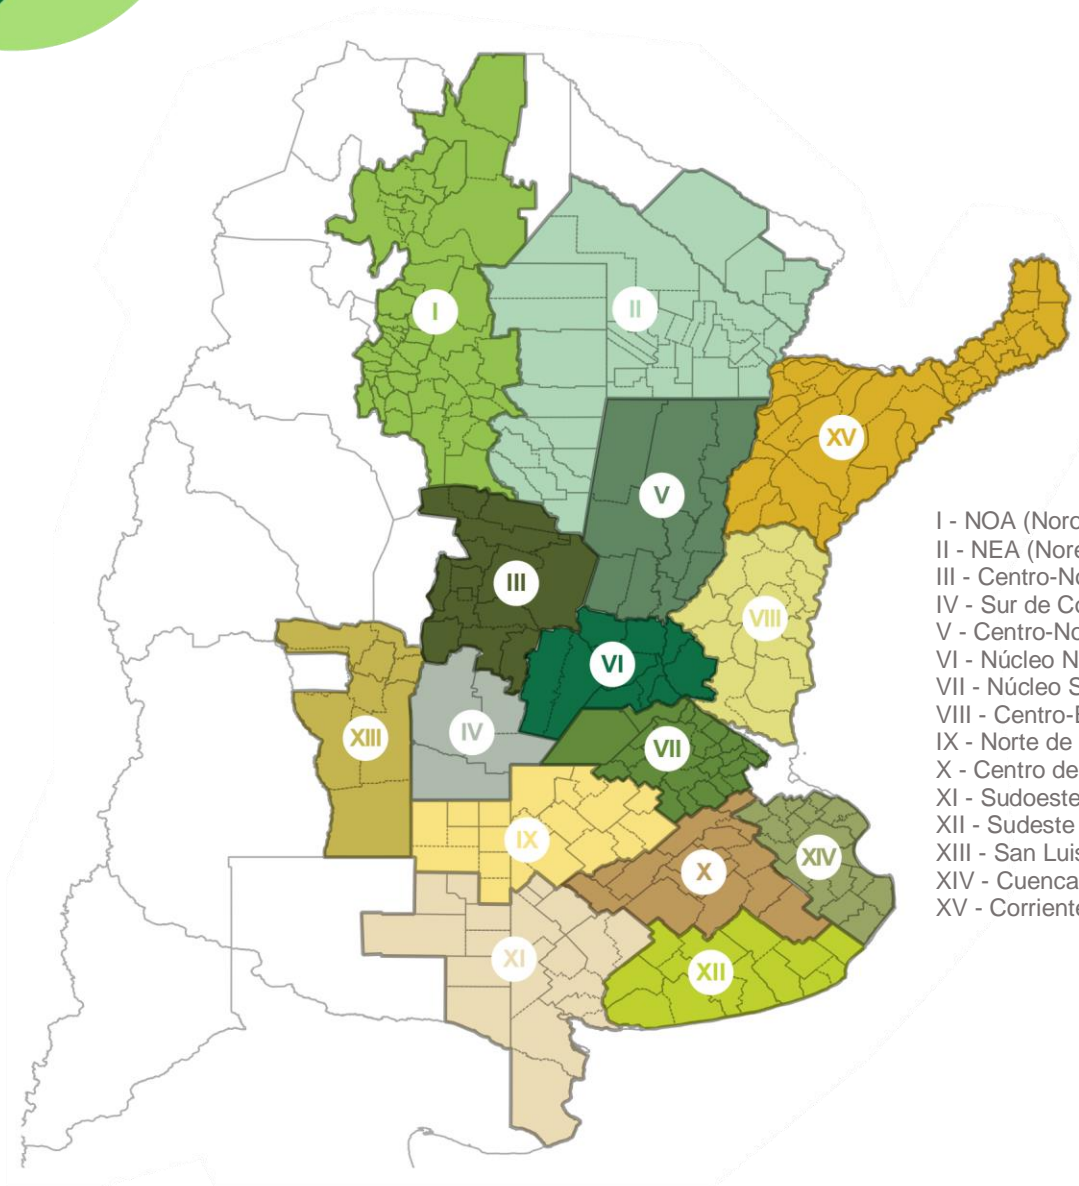 I
II
XV
V
III
VIII
VI
IV
XIII
VII
IX
XIV
X
XI
XII
I - NOA (Noro
II - NEA (Nore
III - Centro-No
IV - Sur de Co
V - Centro-No
VI - Núcleo N
VII - Núcleo S
VIII - Centro-E
IX - Norte de
X - Centro de
XI - Sudoeste
XII - Sudeste
XIII - San Luis
XIV - Cuenca
XV - Corriente